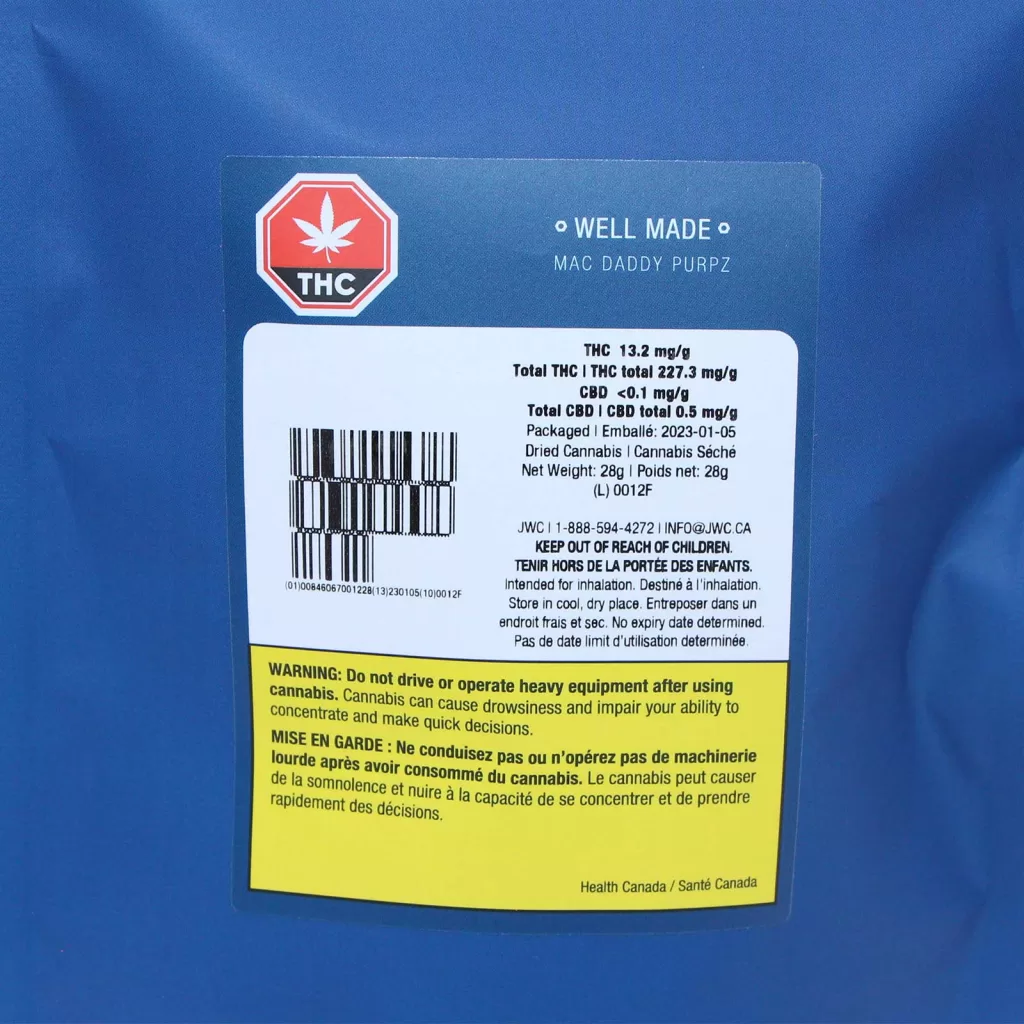 THC
WELL MADE
MAC DADDY PURPZ
THC 13.2 mg/g
Total THC | THC total 227.3 mg/g
CBD <0.1 mg/g
Total CBD | CBD total 0.5 mg/g
Packaged | Emballé: 2023-01-05
Dried Cannabis | Cannabis Séché
Net Weight: 28g | Poids net: 28g
(L) 0012F
(01)00846067001228(13)230105(10)0012F
JWC | 1-888-594-4272 | INFO@JWC.CA
KEEP OUT OF REACH OF CHILDREN.
TENIR HORS DE LA PORTÉE DES ENFANTS.
Intended for inhalation. Destiné à l'inhalation.
Store in cool, dry place. Entreposer dans un
endroit frais et sec. No expiry date determined.
Pas de date limit d'utilisation determinée.
WARNING: Do not drive or operate heavy equipment after using
cannabis. Cannabis can cause drowsiness and impair your ability to
concentrate and make quick decisions.
MISE EN GARDE : Ne conduisez pas ou n'opérez pas de machinerie
lourde après avoir consommé du cannabis. Le cannabis peut causer
de la somnolence et nuire à la capacité de se concentrer et de prendre
rapidement des décisions.
Health Canada / Santé Canada